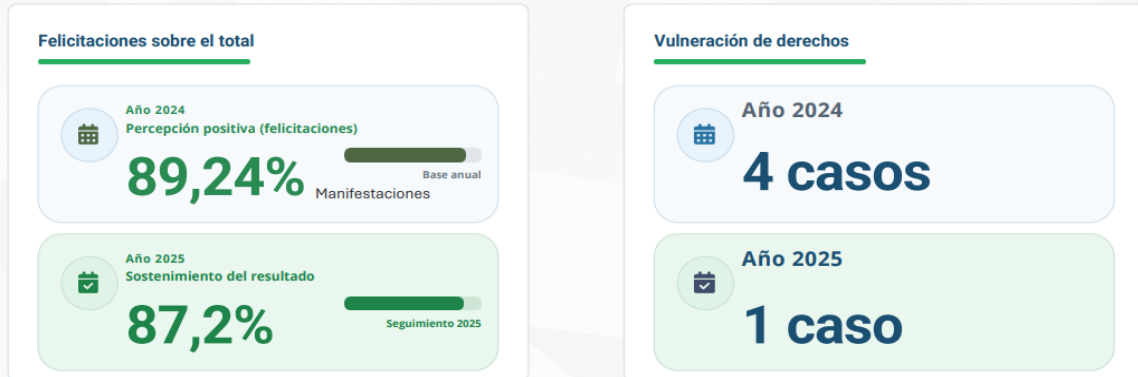 Felicitaciones sobre el total
Año 2024
Percepción positiva (felicitaciones)
89,24%
Base anual
Manifestaciones
Año 2025
Sostenimiento del resultado
87,2%
Seguimiento 2025
Vulneración de derechos
Año 2024
4 casos
Año 2025
1 caso